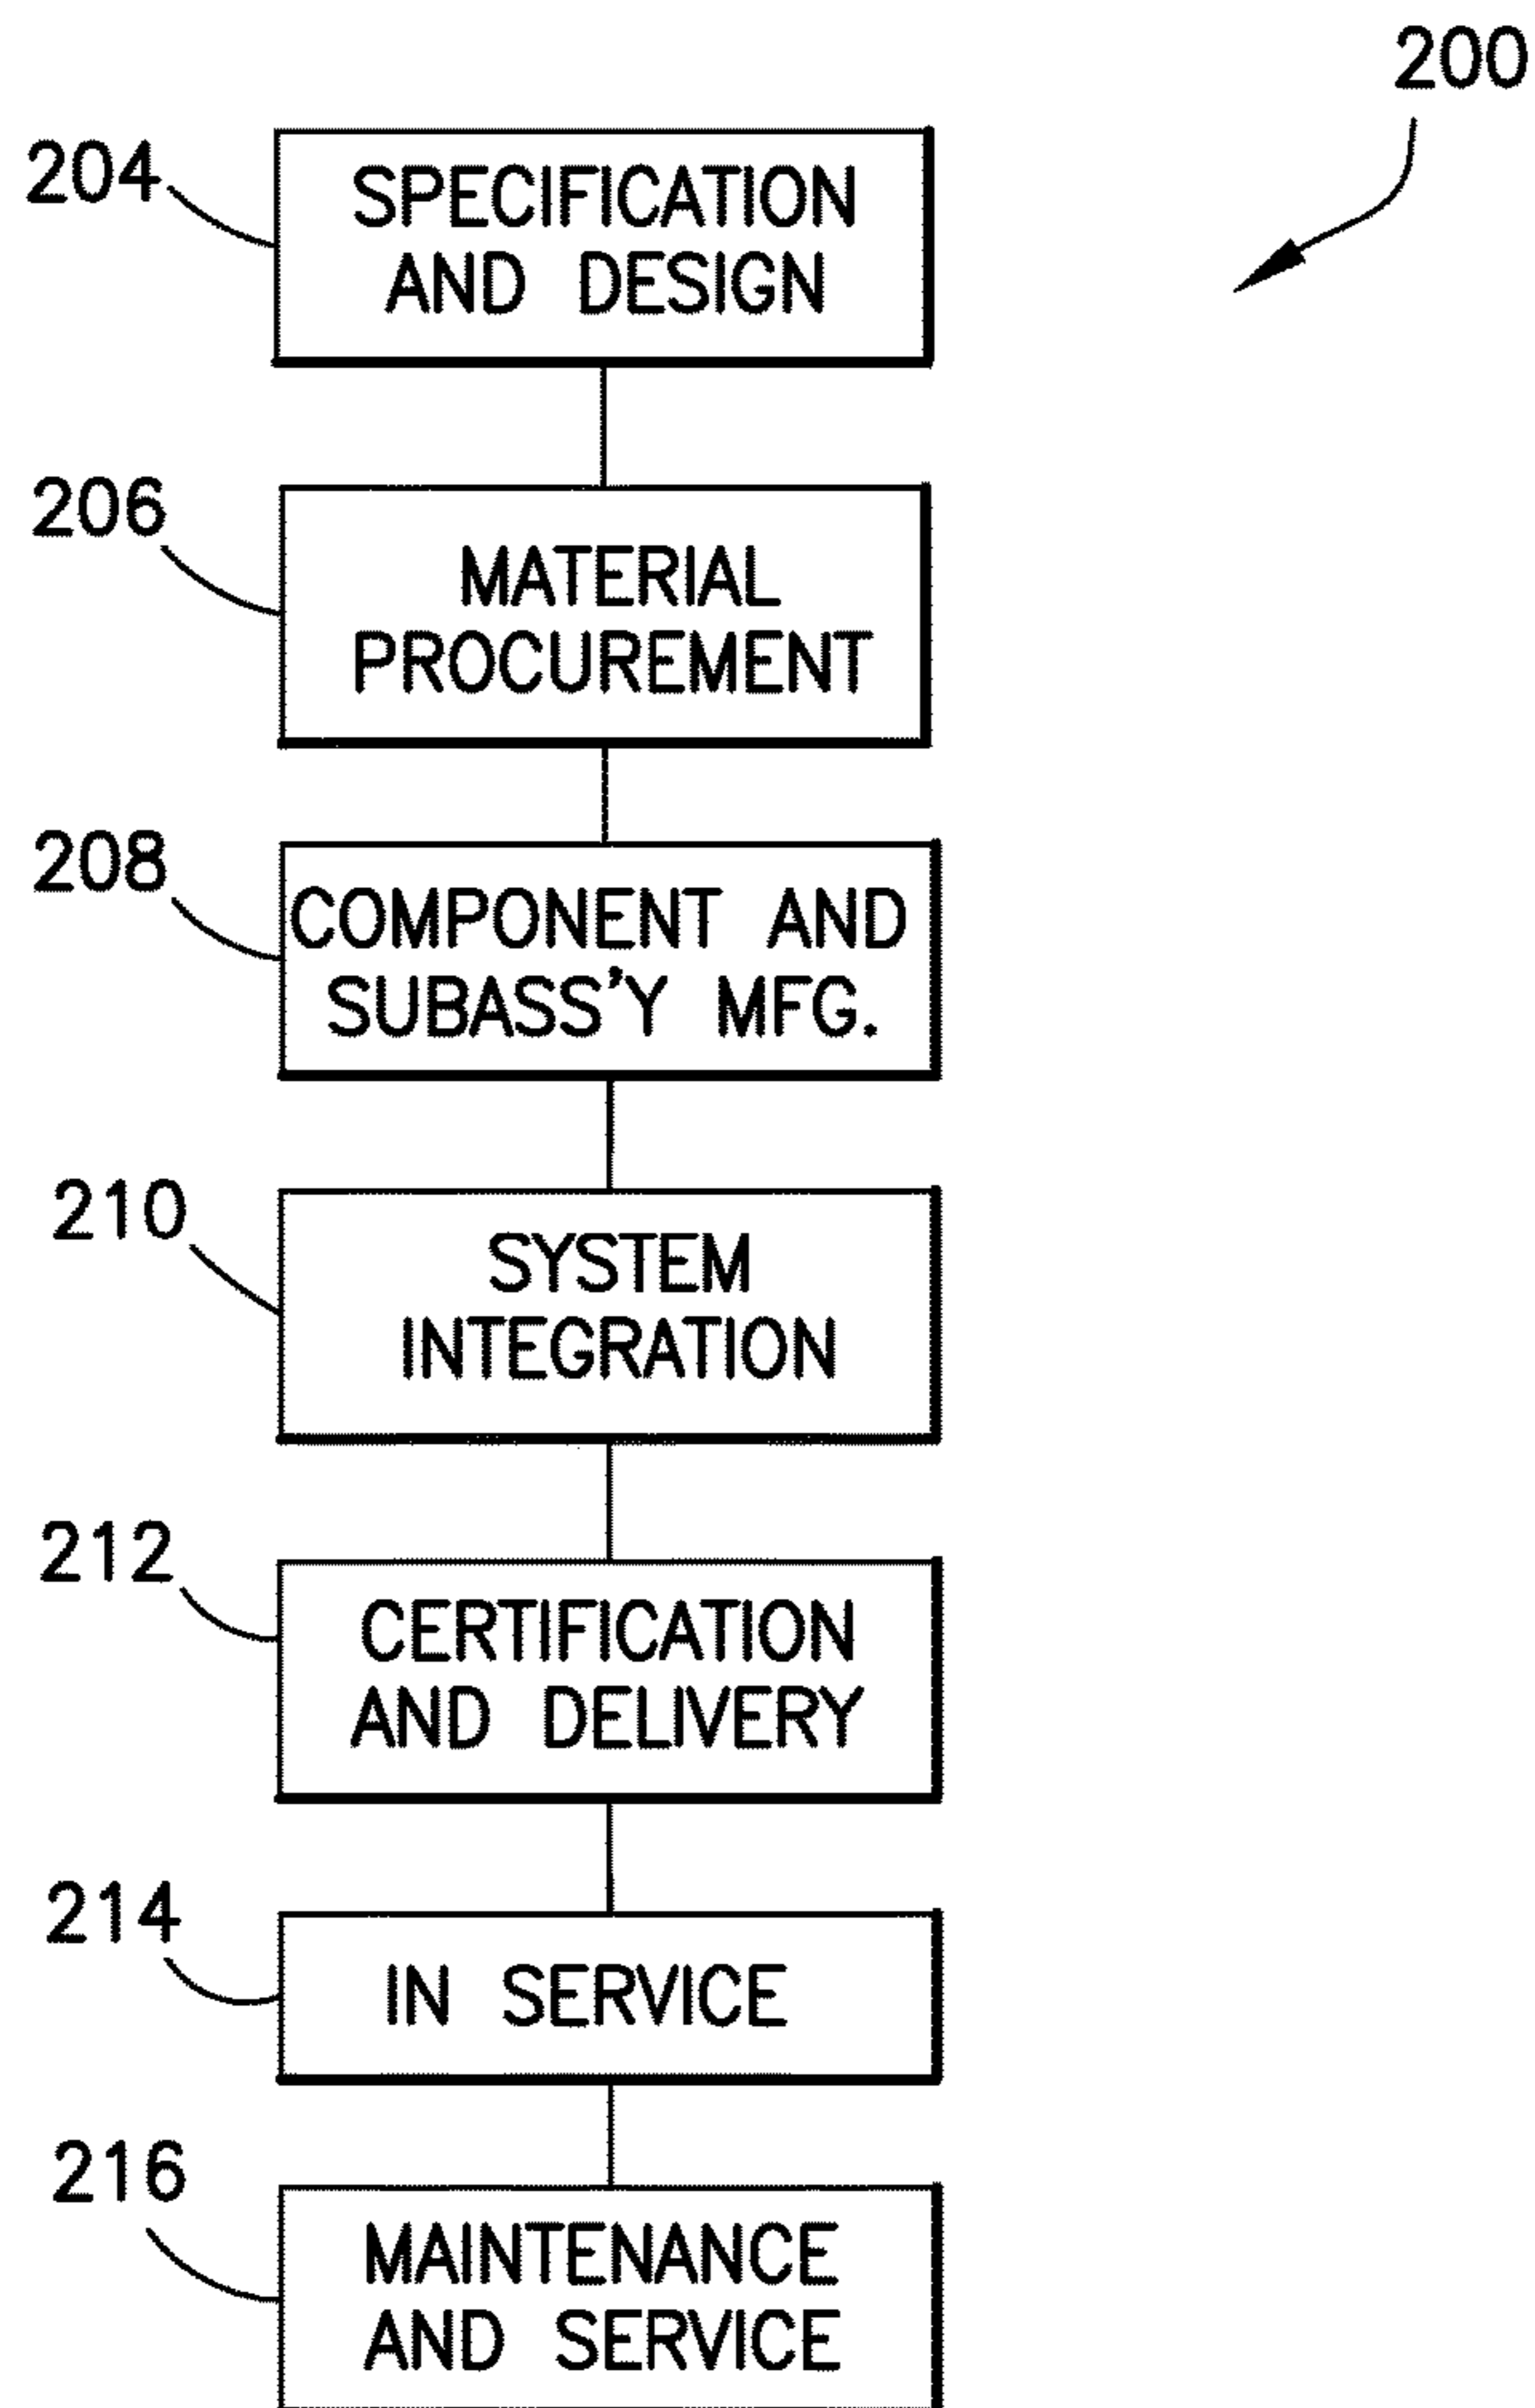 200
204
SPECIFICATION
AND DESIGN
206
MATERIAL
PROCUREMENT
208
COMPONENT AND
SUBASS'Y MFG.
210
SYSTEM
INTEGRATION
212
CERTIFICATION
AND DELIVERY
214
IN SERVICE
216
MAINTENANCE
AND SERVICE